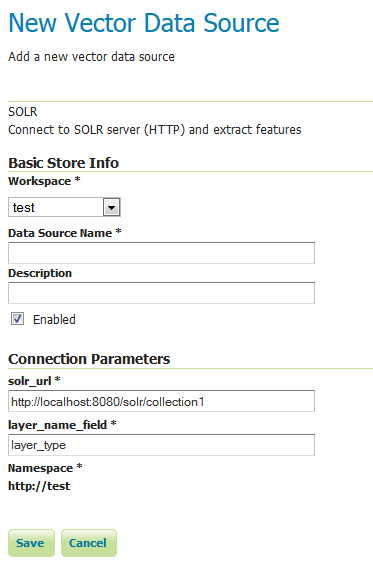 New Vector Data Source
Add a new vector data source
SOLR
Connect to SOLR server (HTTP) and extract features
Basic Store Info
Workspace *
test
Data Source Name *
Description
Enabled
Connection Parameters
solr_url *
http://localhost:8080/solr/collection1
layer_name_field *
layer_type
Namespace *
http://test
Save Cancel